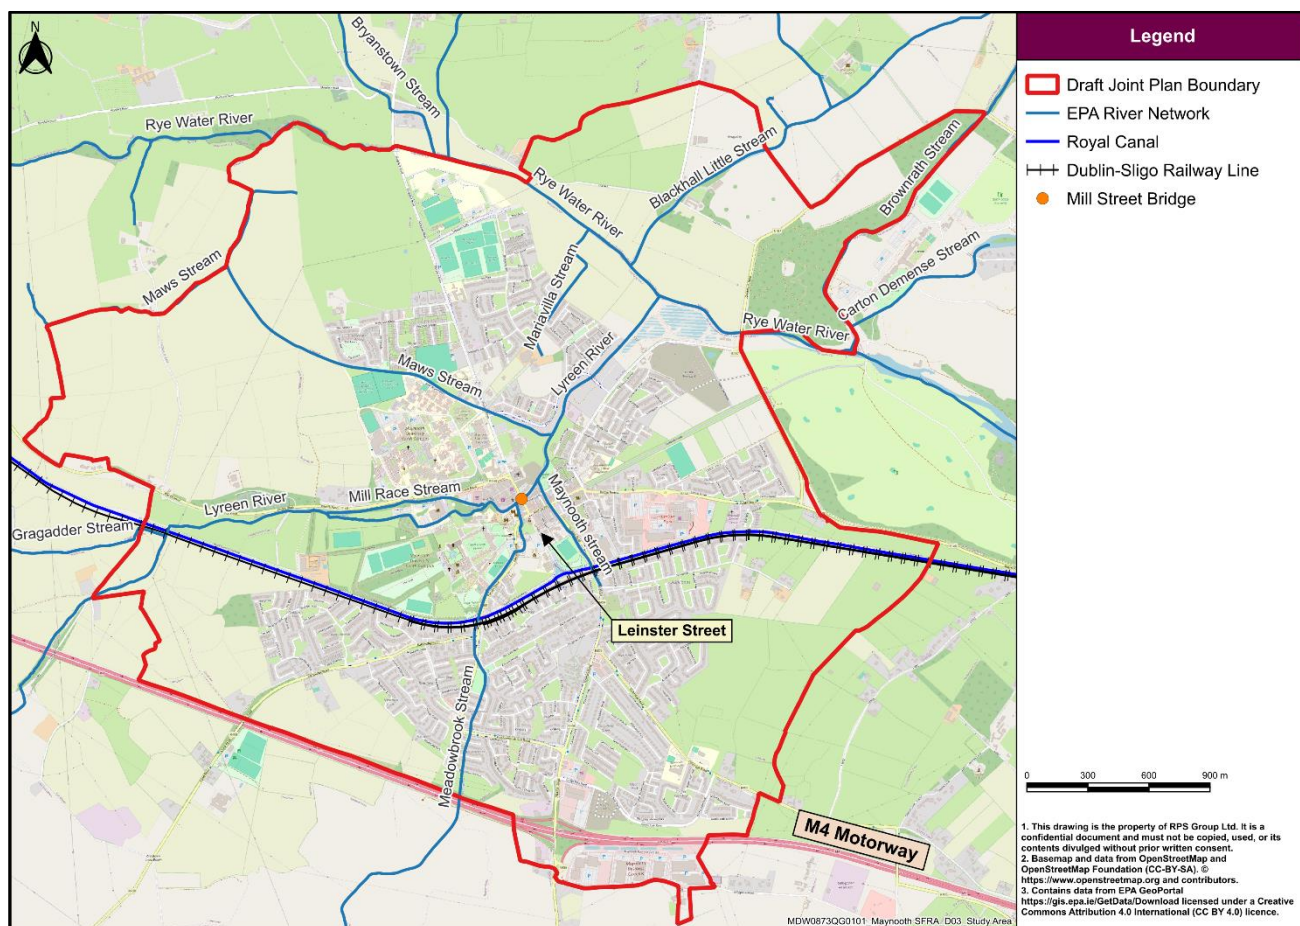 N
Bryanstown Stream
Rye Water River
Rye Water River
Blackhall Little Stream
Brownrath Stream
Maws Stream
Mariavilla Stream
Carton Demense Stream
Rye Water River
Lyreen River
Maws Stream
Lyreen River
Mill Race Stream
Maynooth stream
Gragadder Stream
Leinster Street
Meadowbrook Stream
M4 Motorway
MDW0873QG0101_Maynooth SFRA_D03_Study Area
Legend
Draft Joint Plan Boundary
EPA River Network
Royal Canal
Dublin-Sligo Railway Line
Mill Street Bridge
0 300 600 900 m
1. This drawing is the property of RPS Group Ltd. It is a
confidential document and must not be copied, used, or its
contents divulged without prior written consent.
2. Basemap and data from OpenStreetMap and
OpenStreetMap Foundation (CC-BY-SA). ©
https://www.openstreetmap.org and contributors.
3. Contains data from EPA GeoPortal
https://gis.epa.ie/GetData/Download licensed under a Creative
Commons Attribution 4.0 International (CC BY 4.0) licence.